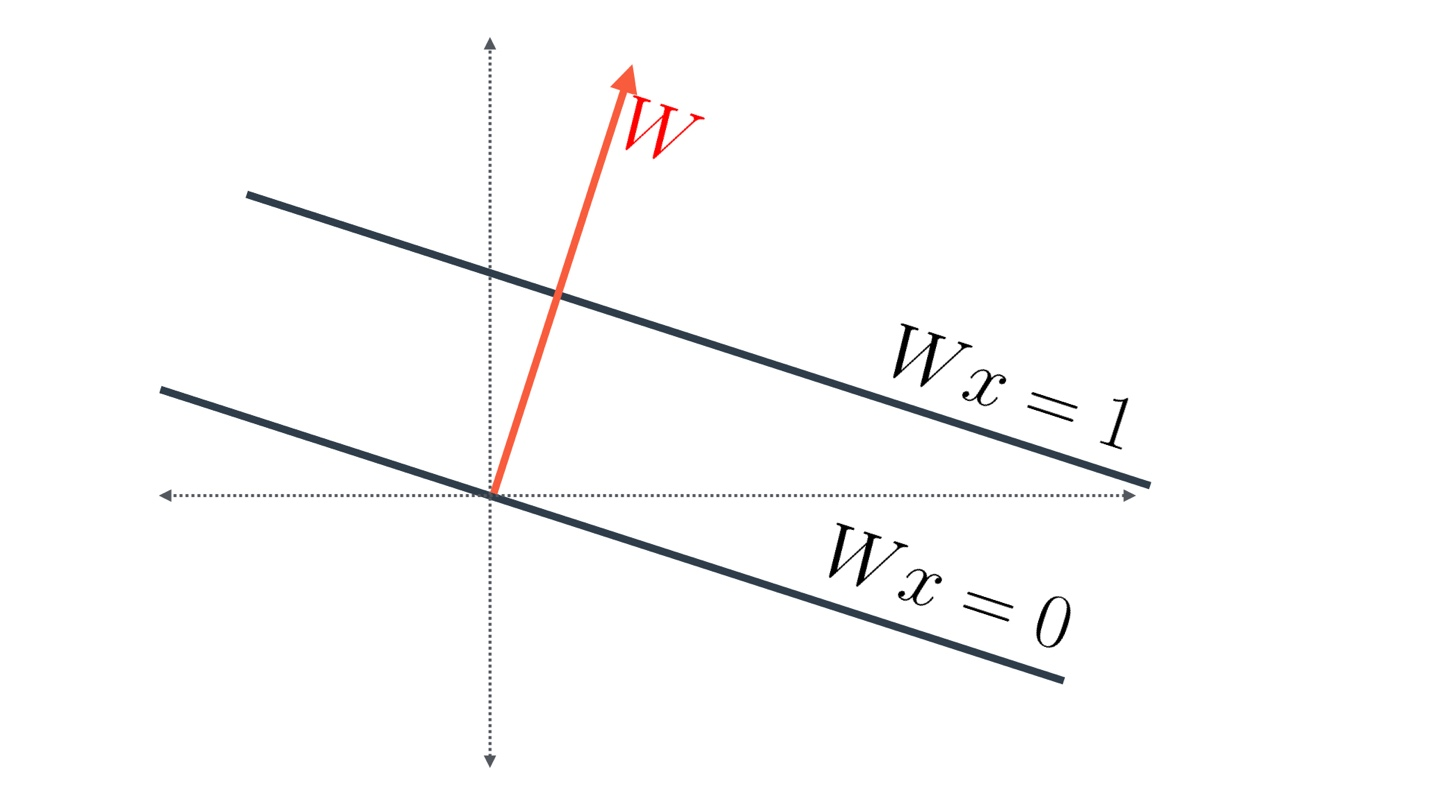 W
Wx = 1
Wx = 0